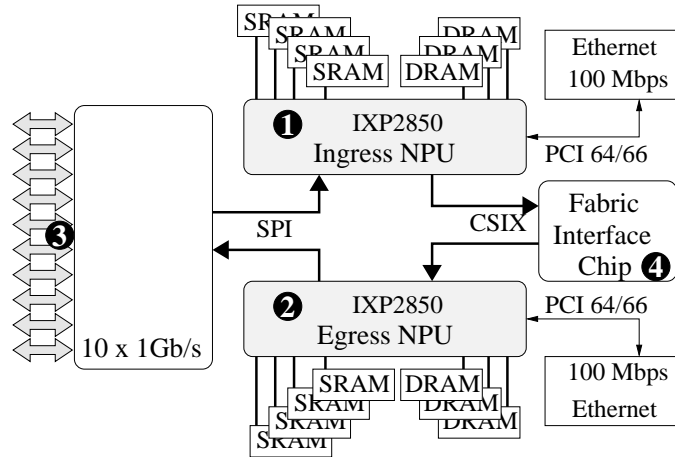 SRAM
SRAM
SRAM
SRAM
DRAM
DRAM
DRAM
Ethernet
100 Mbps
1
IXP2850
Ingress NPU
PCI 64/66
SPI
CSIX
Fabric
Interface
Chip 4
3
10 x 1Gb/s
2
IXP2850
Egress NPU
PCI 64/66
SRAM
SRAM
SRAM
SRAM
DRAM
DRAM
DRAM
100 Mbps
Ethernet